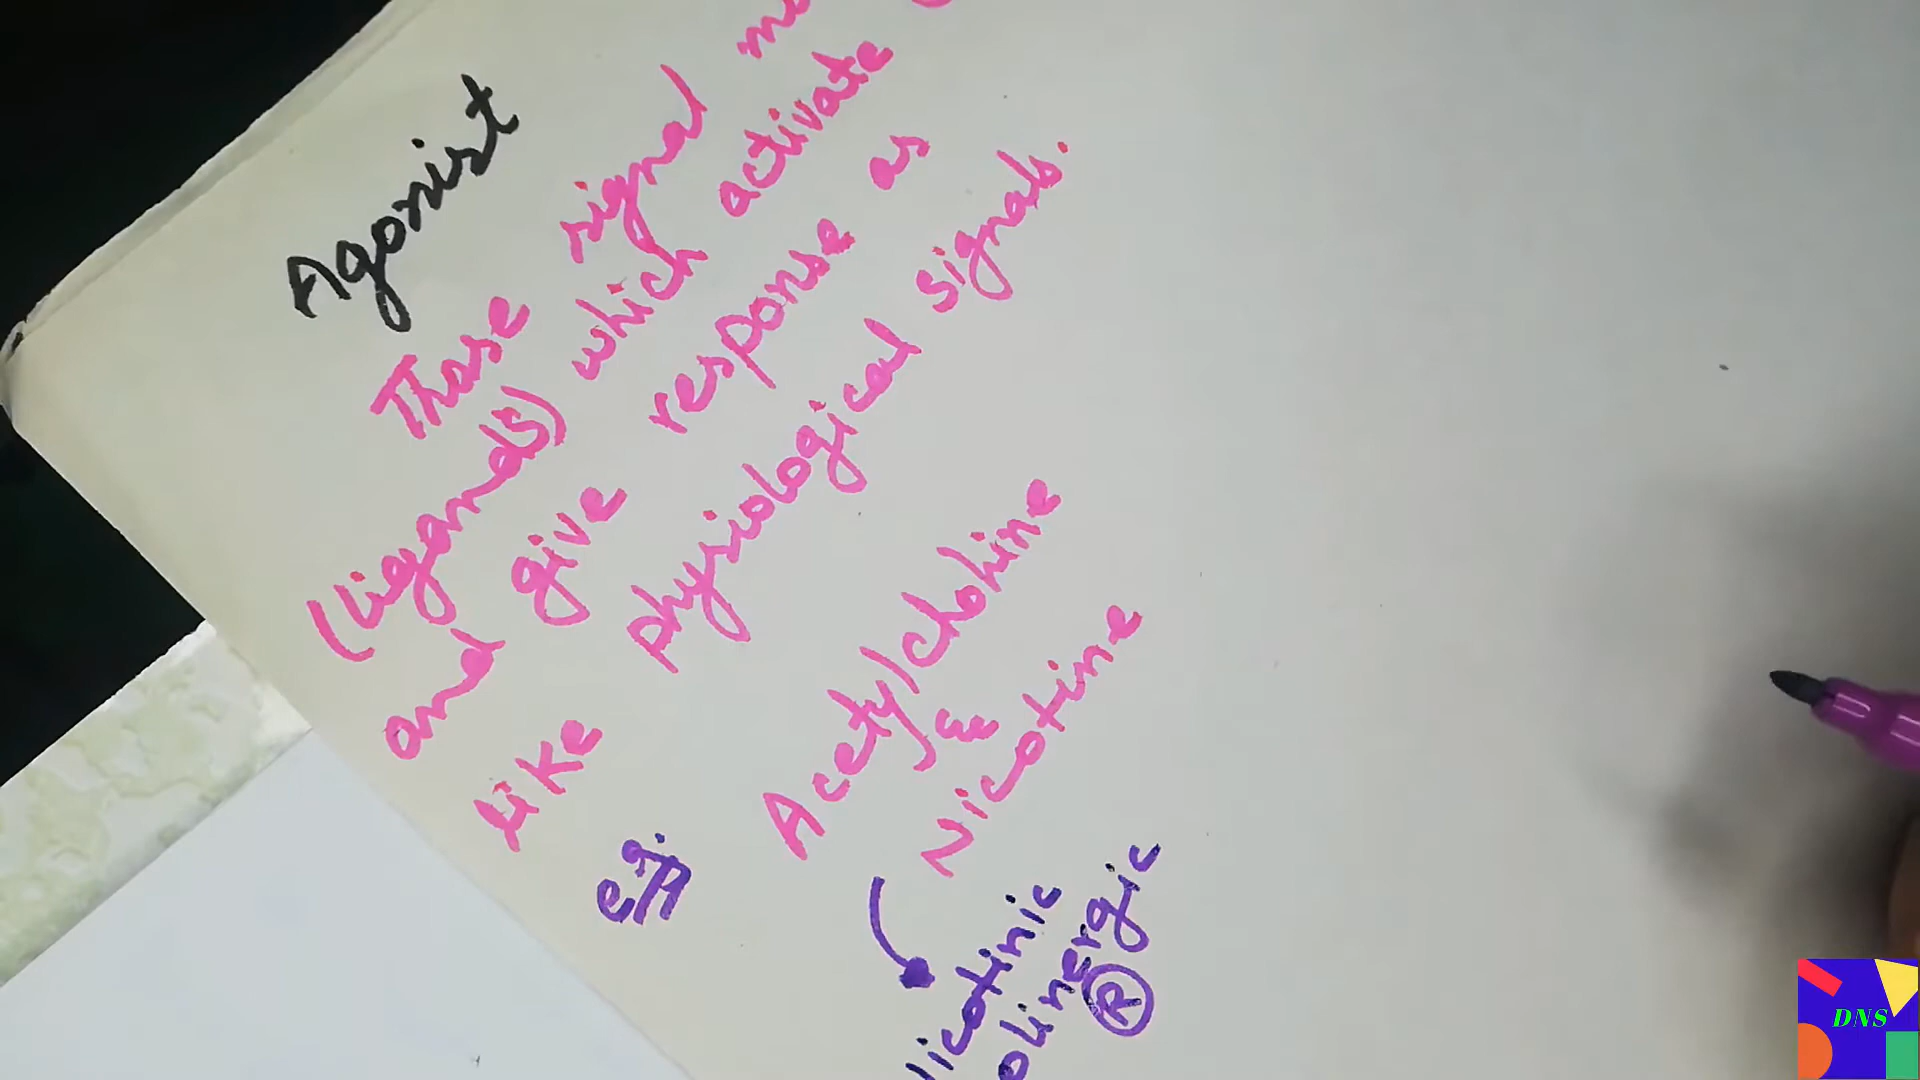 Agonist
Those signal
(Ligands) which activate
and give response as
like physiological signals.
e.g. Acetylcholine
&
Nicotine
icotinic
olinergic
R
DNS